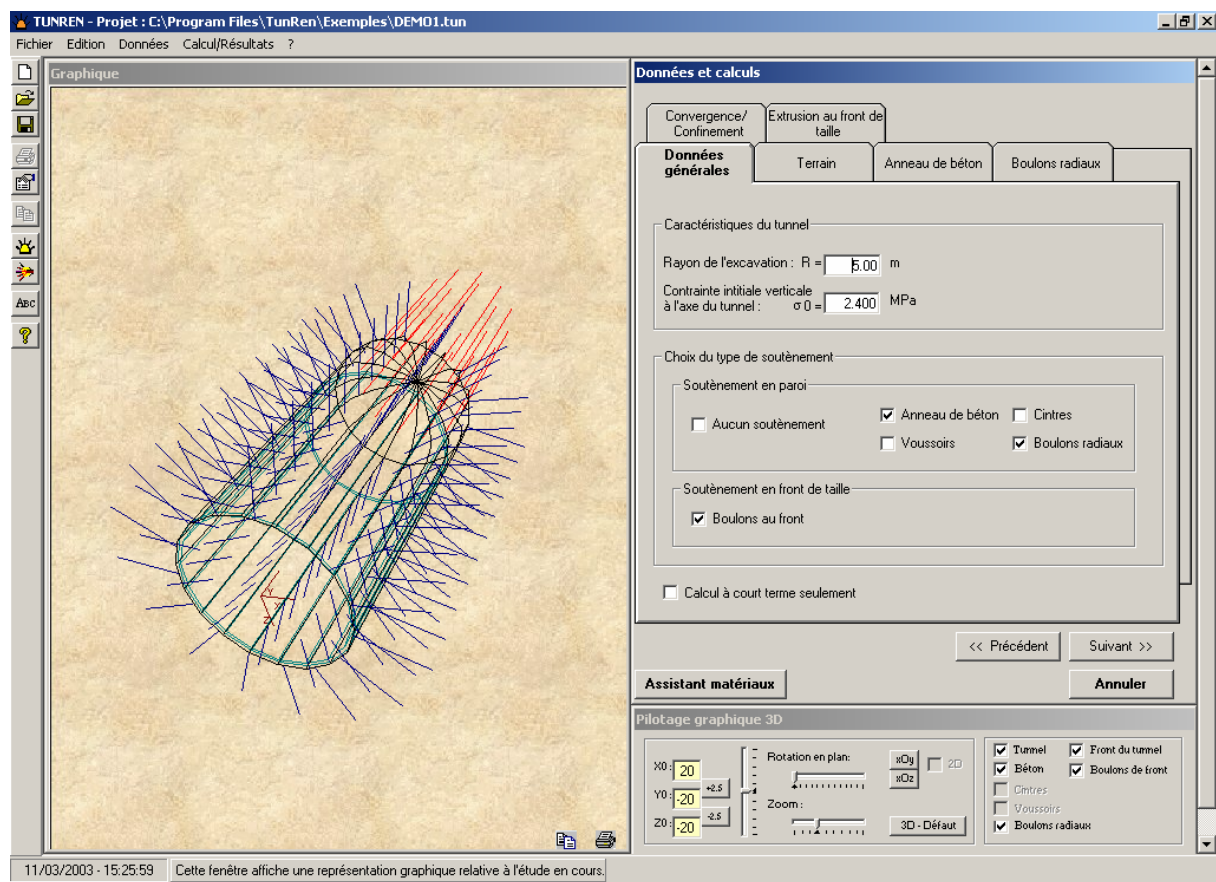 TUNREN - Projet : C:\Program Files\TunRen\Exemples\DEMO1.tun
Fichier Edition Données Calcul/Résultats ?
Graphique
ABC
Y
X
Z
Données et calculs
Convergence/
Confinement
Extrusion au front de
taille
Données
générales
Terrain
Anneau de béton
Boulons radiaux
Caractéristiques du tunnel
Rayon de l'excavation : R = 5.00 m
Contrainte intitiale verticale
à l'axe du tunnel : σ 0 = 2.400 MPa
Choix du type de soutènement
Soutènement en paroi
Aucun soutènement
Anneau de béton
Cintres
Voussoirs
Boulons radiaux
Soutènement en front de taille
Boulons au front
Calcul à court terme seulement
<< Précédent
Suivant >>
Assistant matériaux
Annuler
Pilotage graphique 3D
X0 : 20
Y0 : -20
Z0 : -20
+2.5
-2.5
Rotation en plan:
Zoom :
xOy
xOz
2D
3D - Défaut
Tunnel
Front du tunnel
Béton
Boulons de front
Cintres
Voussoirs
Boulons radiaux
11/03/2003 - 15:25:59
Cette fenêtre affiche une représentation graphique relative à l'étude en cours.